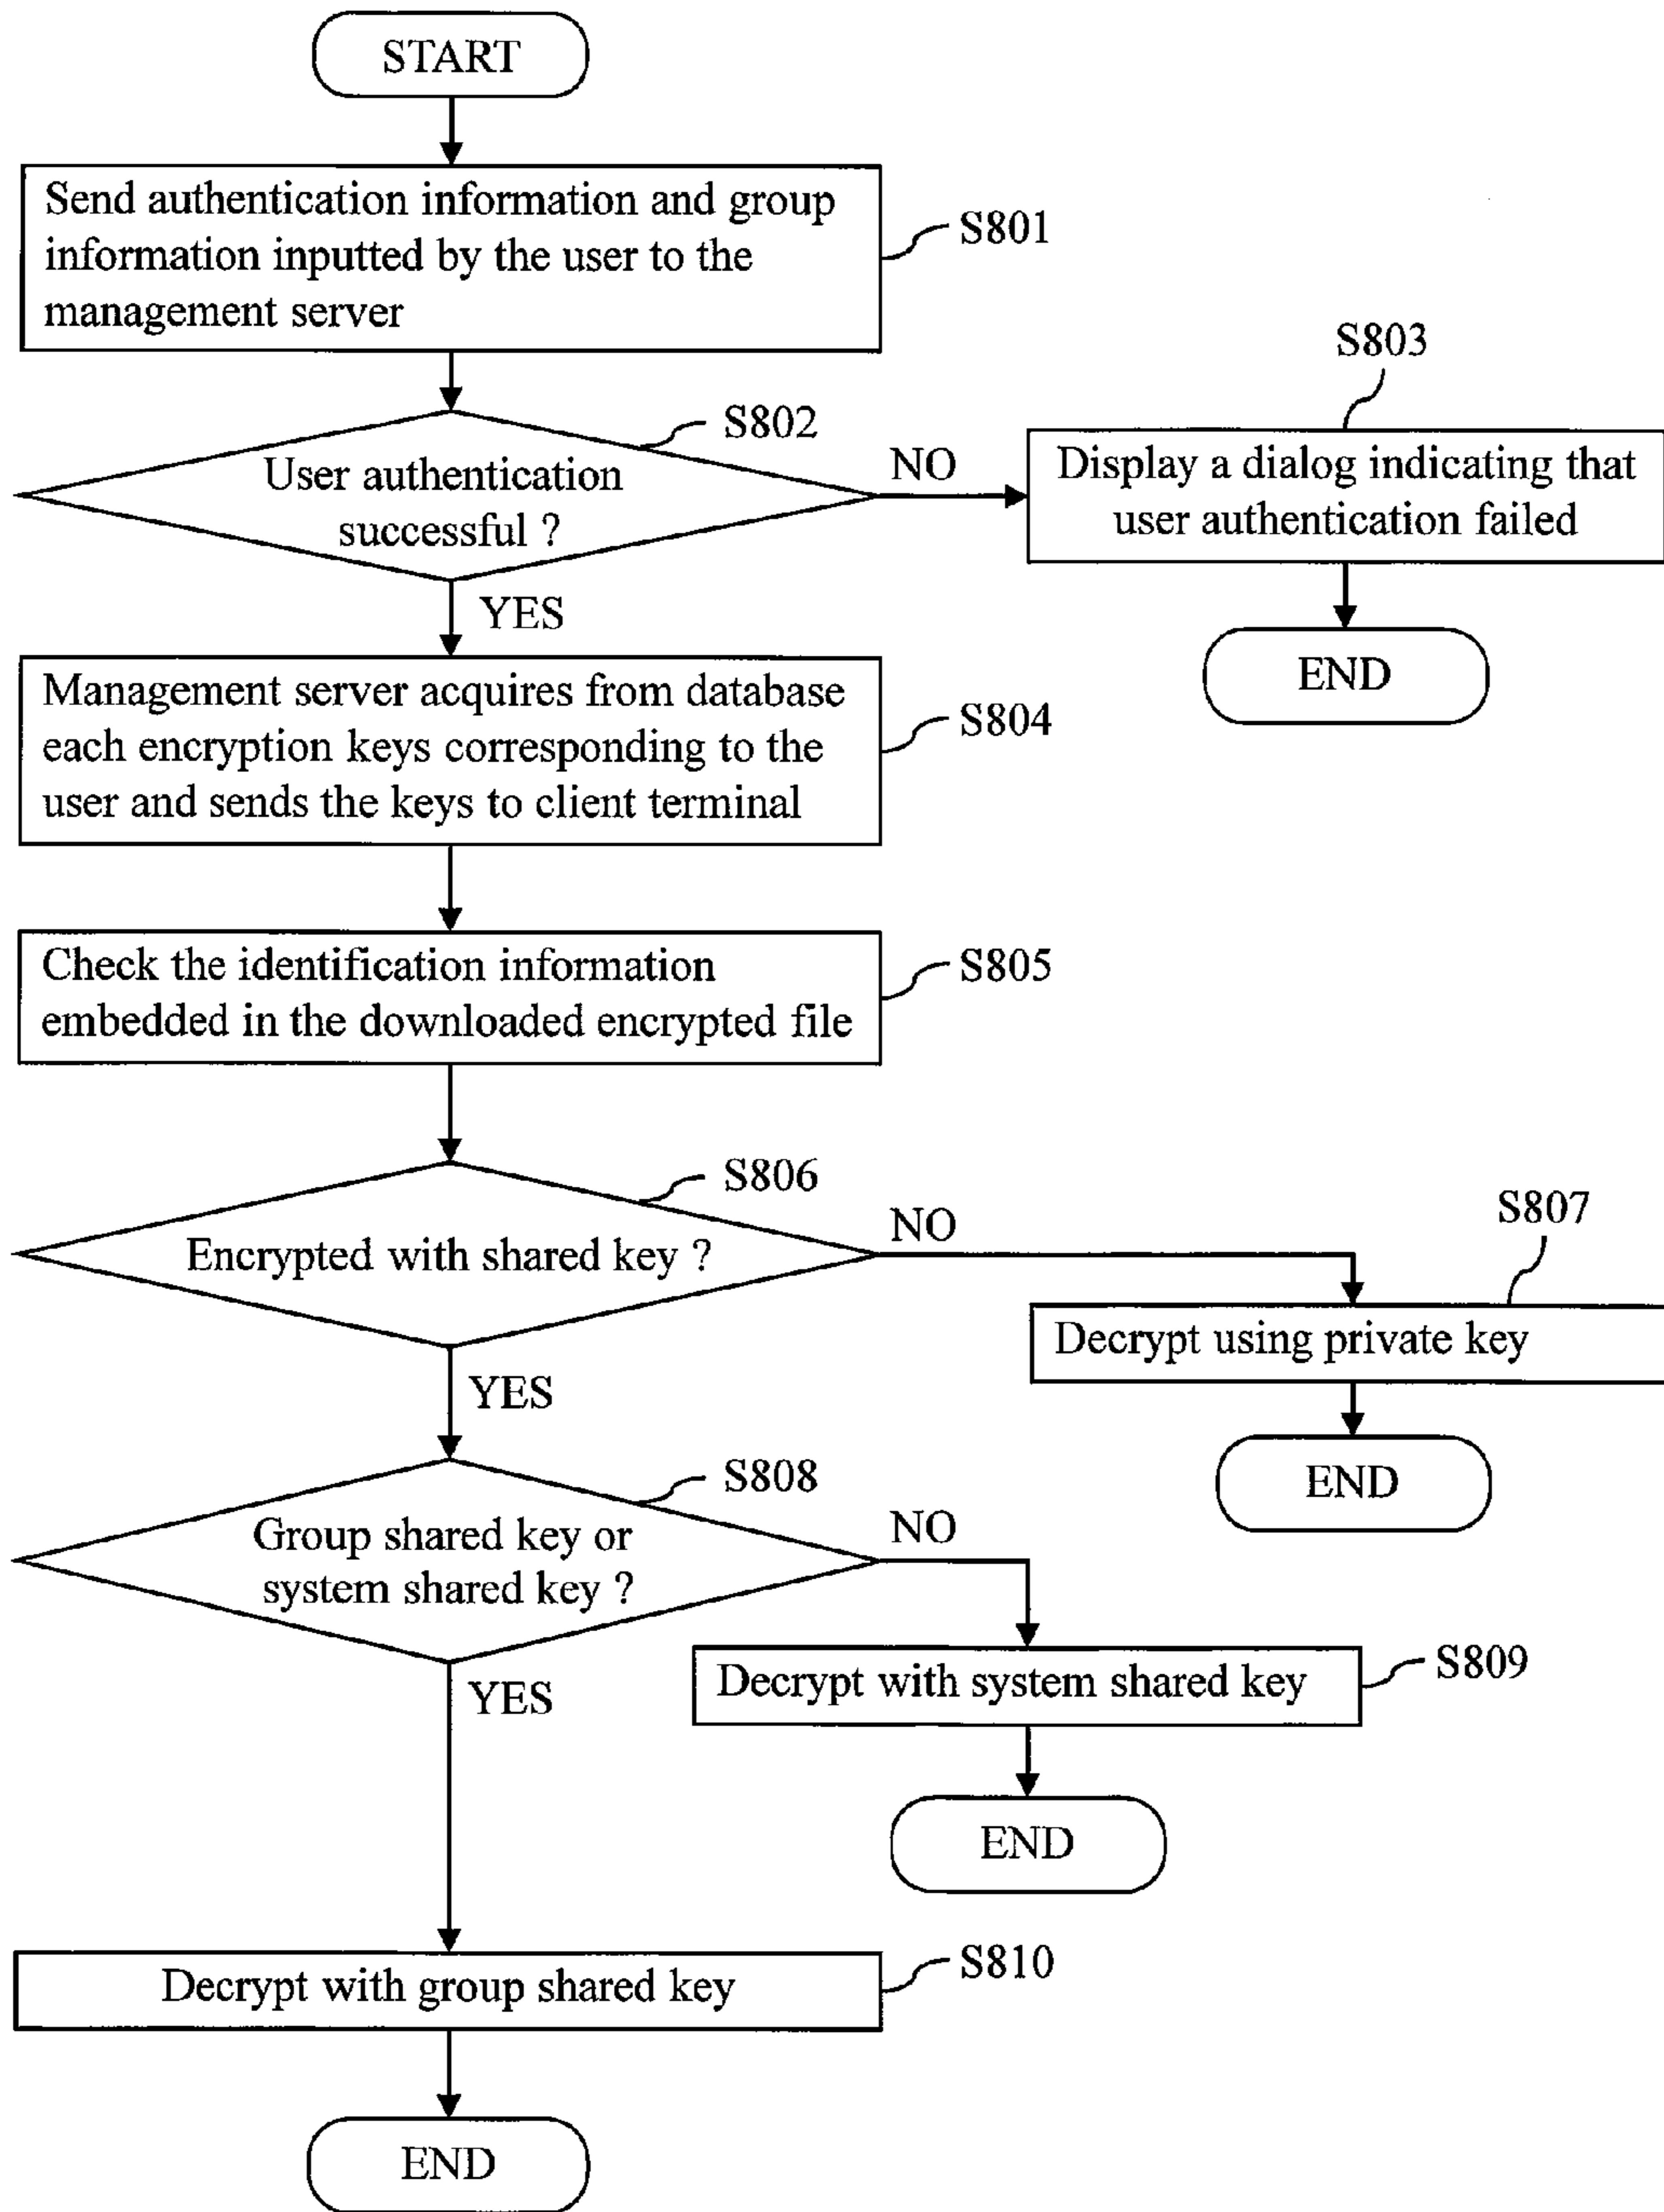 START
Send authentication information and group
information inputted by the user to the
management server
S801
S803
S802
User authentication
successful ?
NO
Display a dialog indicating that
user authentication failed
YES
END
Management server acquires from database
each encryption keys corresponding to the
user and sends the keys to client terminal
S804
Check the identification information
embedded in the downloaded encrypted file
S805
S806
Encrypted with shared key ?
NO
S807
Decrypt using private key
YES
END
S808
Group shared key or
system shared key ?
NO
Decrypt with system shared key
S809
YES
END
Decrypt with group shared key
S810
END